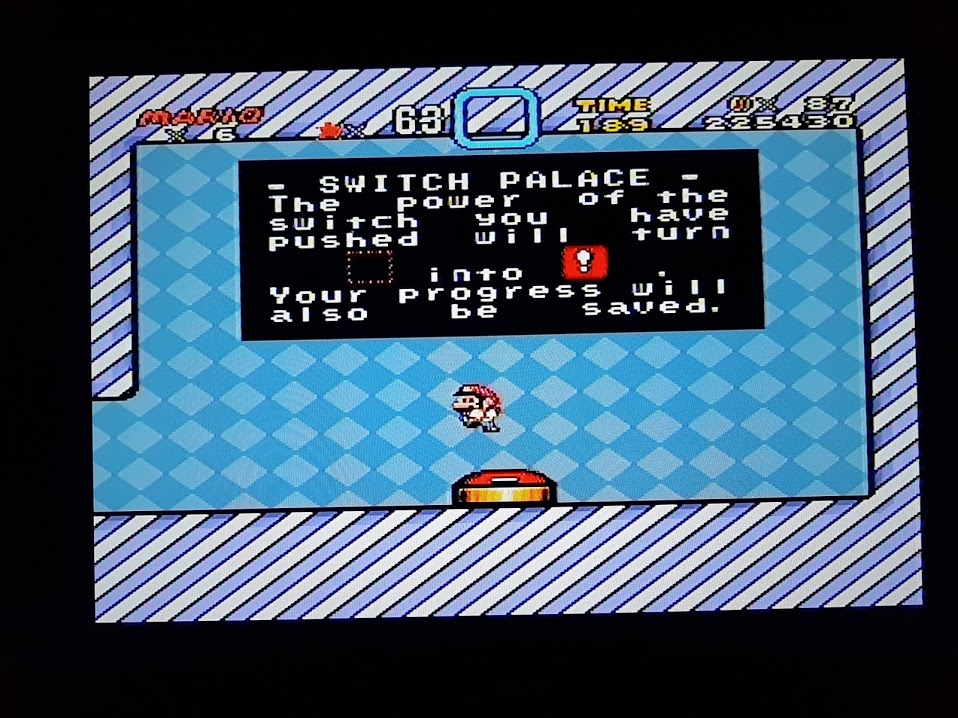 MARIO TIME × 87
× 6 × 63 189 225430
- SWITCH PALACE -
The power of the
switch you have
pushed will turn
into ! .
Your progress will
also be saved.